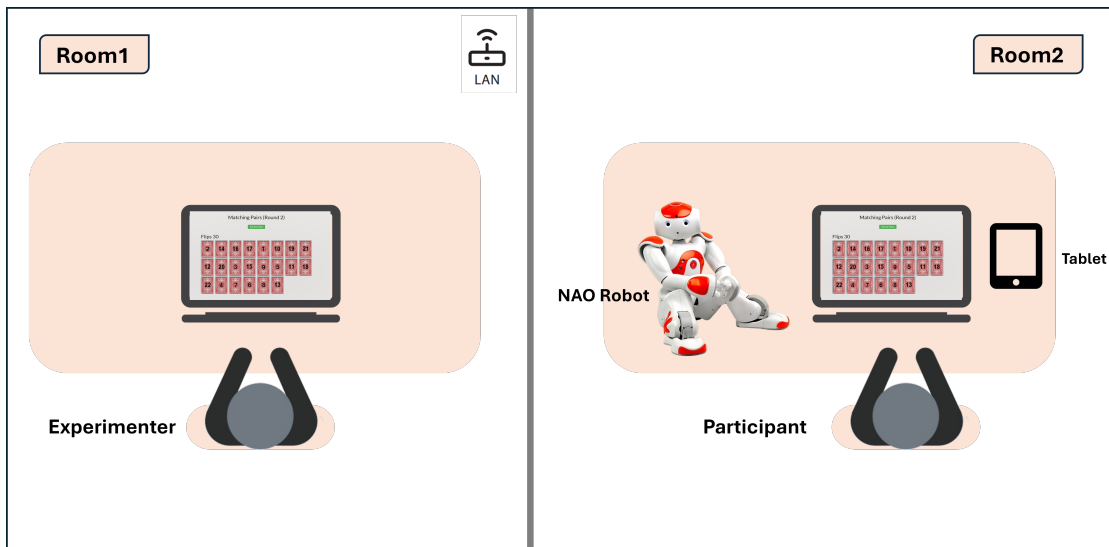 Room1
LAN
Room2
Matching Pairs (Round 2)
Flips 30
2 14 16 17 1 10 19 21
12 20 3 15 9 5 11 18
22 4 7 6 8 13
Experimenter
Matching Pairs (Round 2)
Flips 30
2 14 16 17 1 10 19 21
12 20 3 15 9 5 11 18
22 4 7 6 8 13
NAO Robot
Tablet
Participant